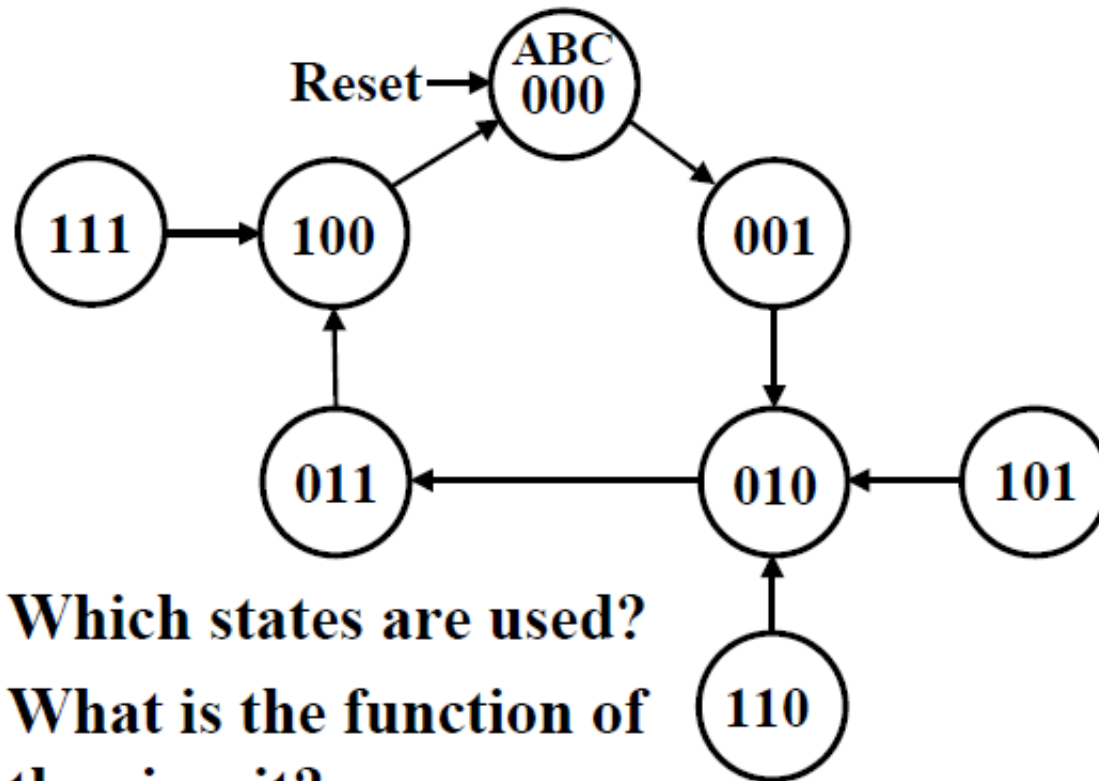 ABC
Reset 000
111
100
001
011
010
101
Which states are used?
What is the function of
110